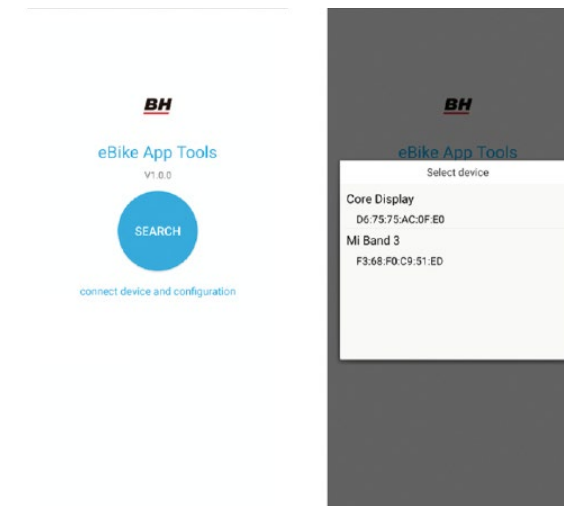 BH
eBike App Tools
V1.0.0
SEARCH
connect device and configuration
BH
eBike App Tools
Select device
Core Display
D6:75:75:AC:0F:E0
Mi Band 3
F3:68:F0:C9:51:ED